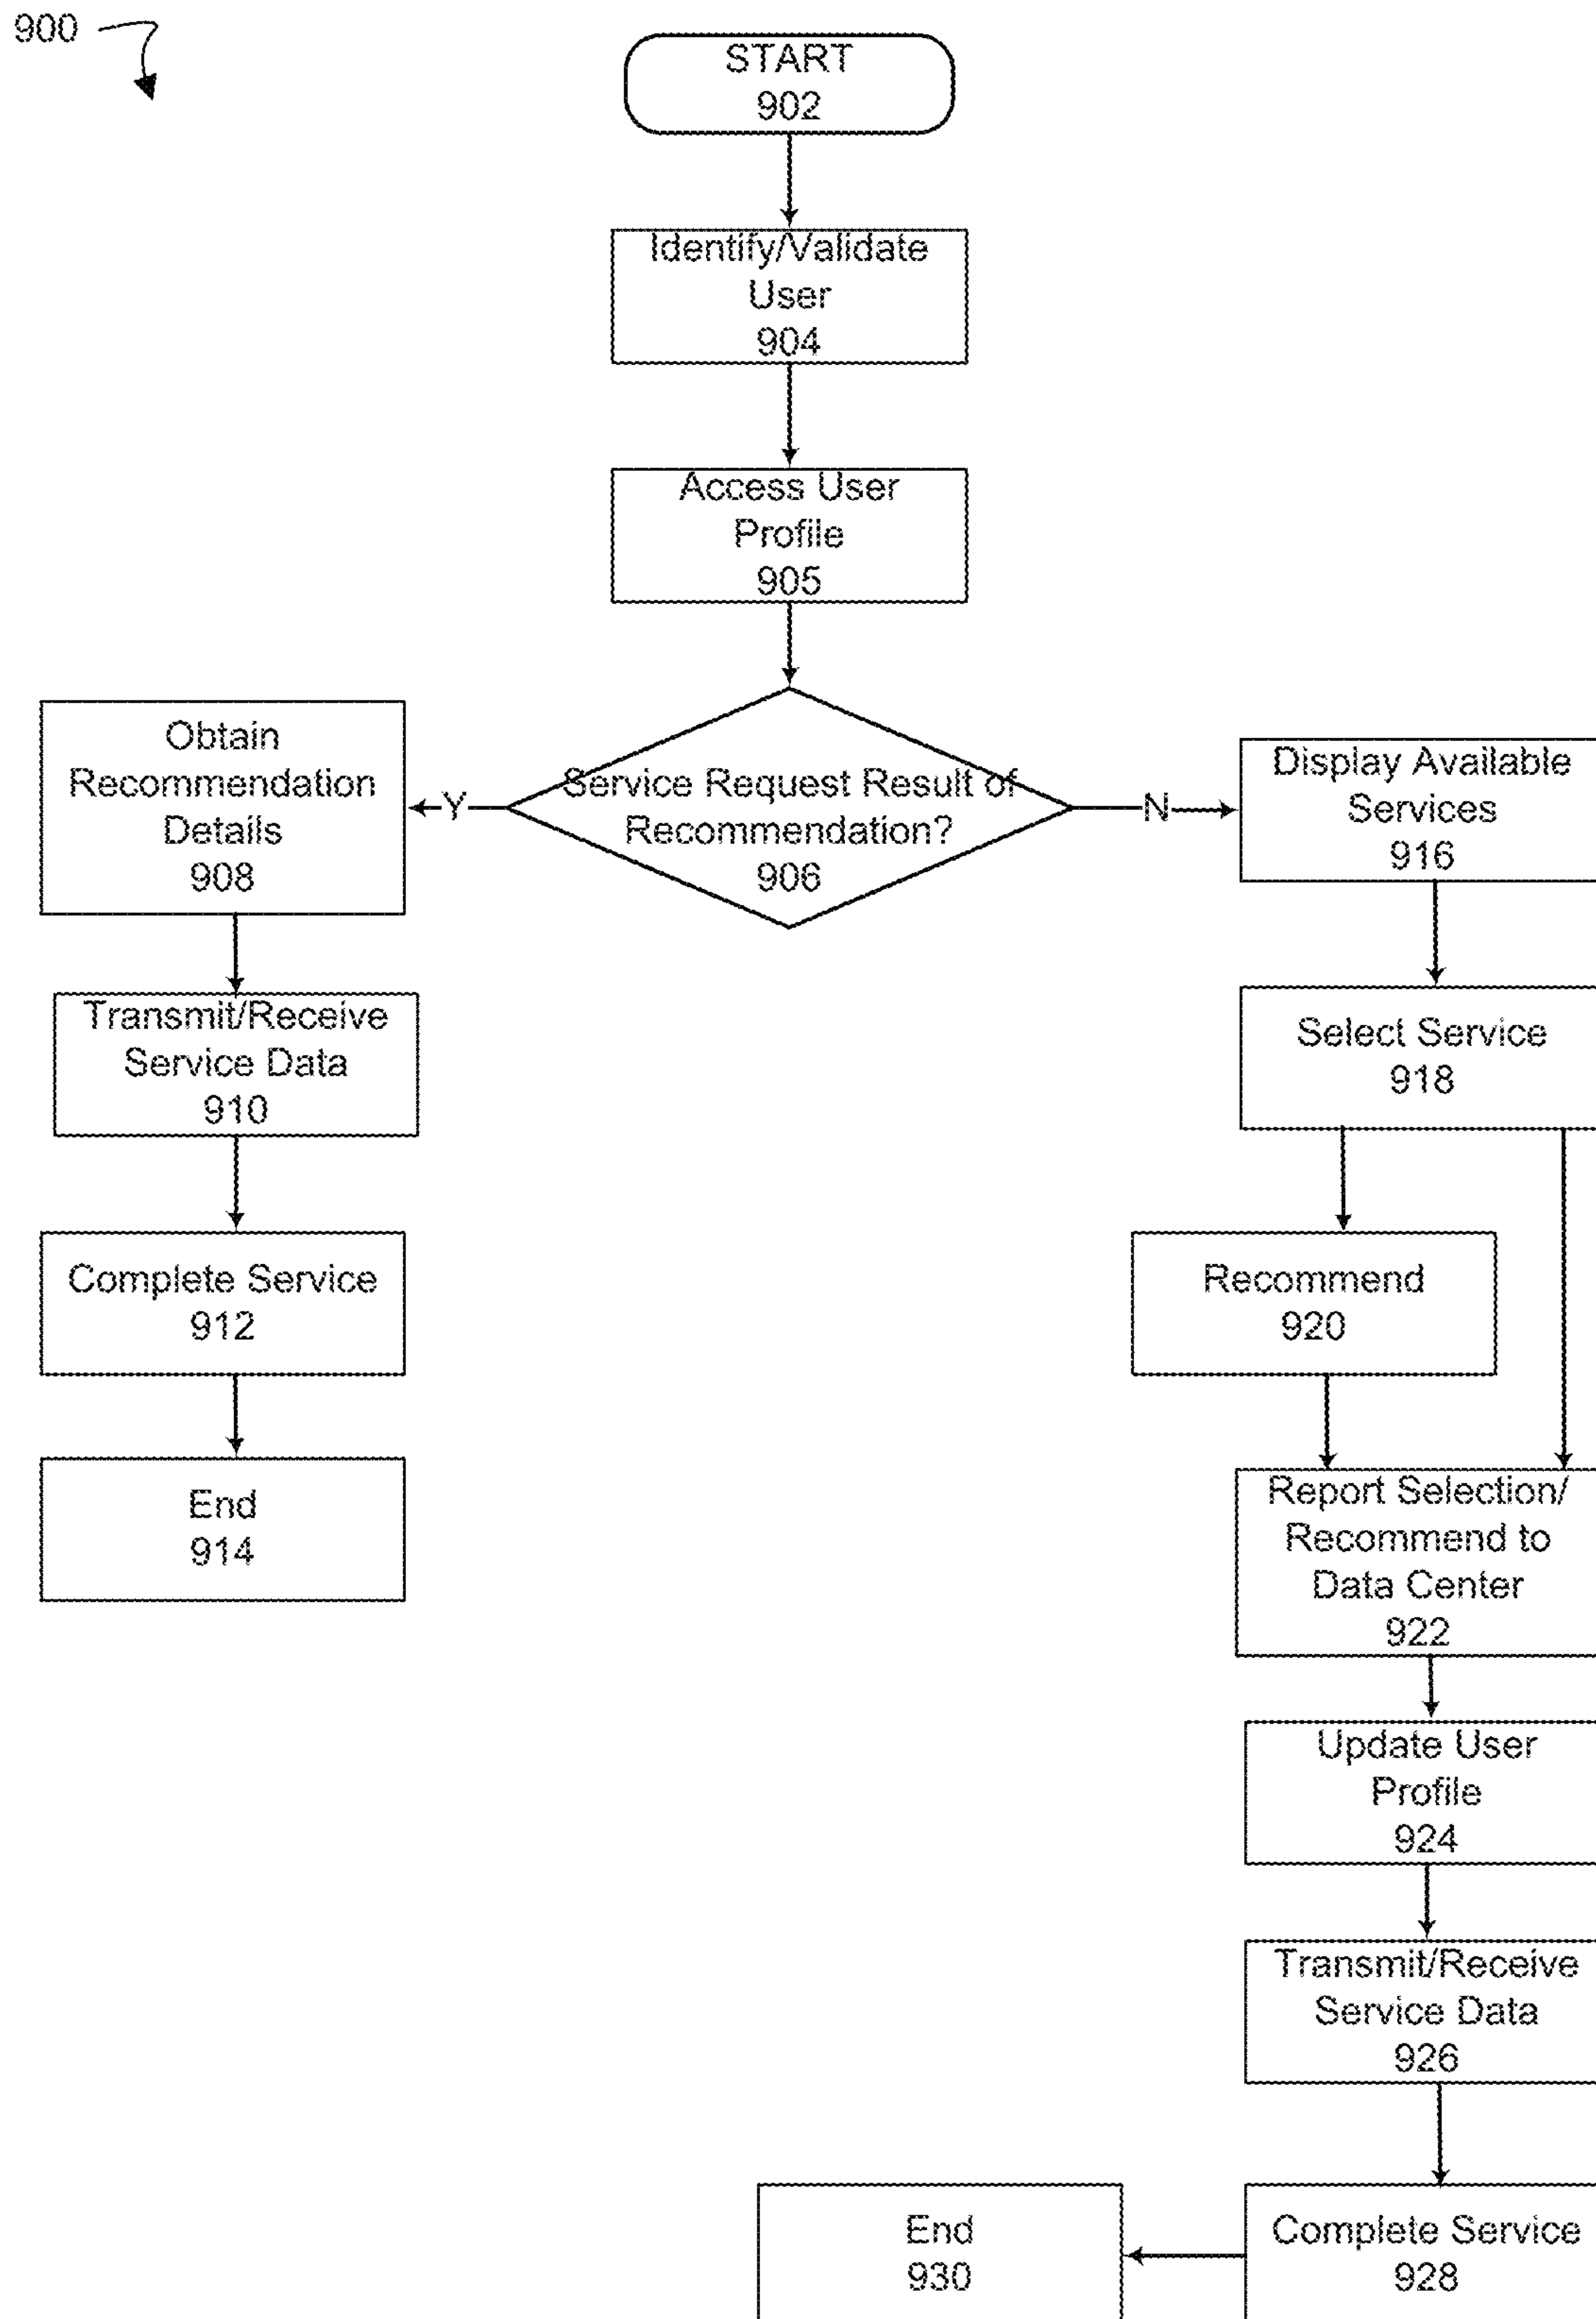 900
START
902
Identify/Validate
User
904
Access User
Profile
905
Service Request Result of
Recommendation?
906
Y
N
Obtain
Recommendation
Details
908
Transmit/Receive
Service Data
910
Complete Service
912
End
914
Display Available
Services
916
Select Service
918
Recommend
920
Report Selection/
Recommend to
Data Center
922
Update User
Profile
924
Transmit/Receive
Service Data
926
Complete Service
928
End
930